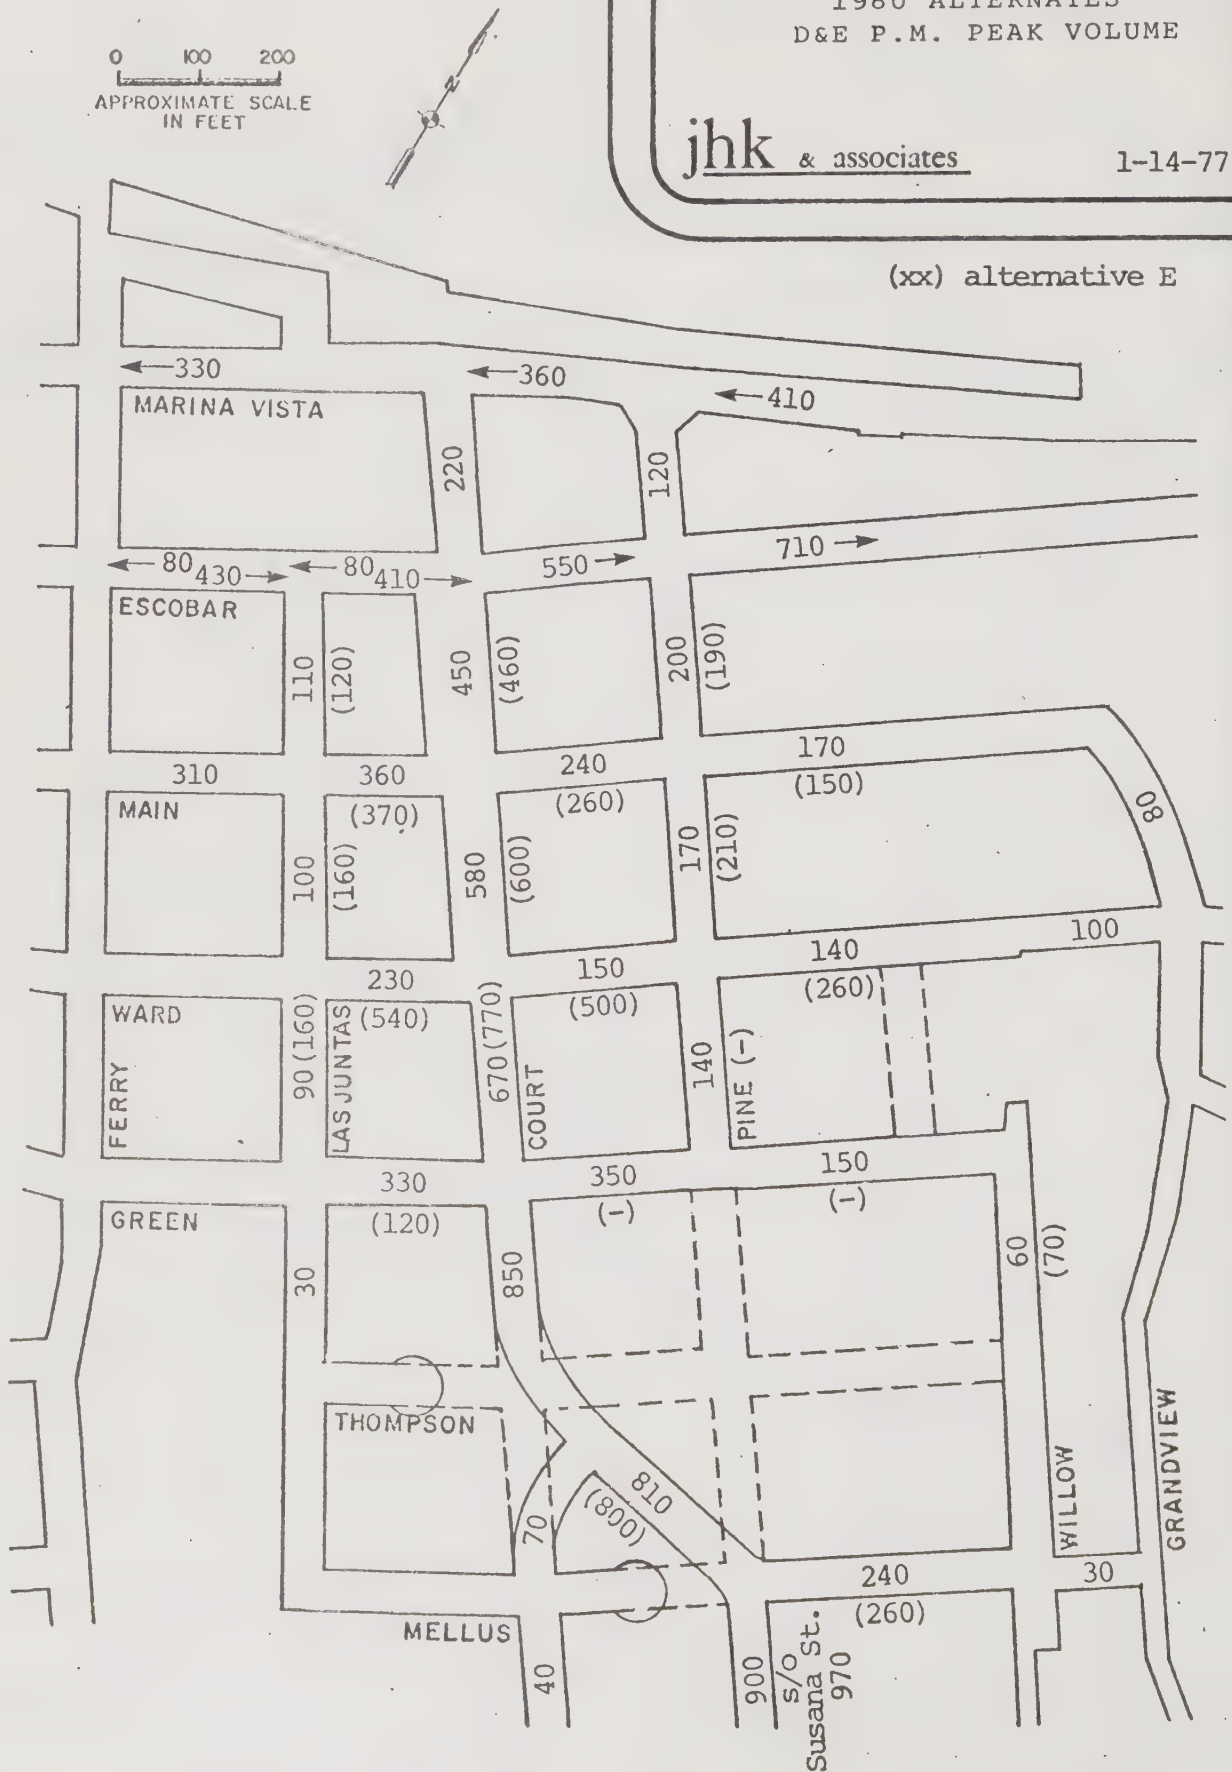 1980 ALTERNATES
D&E P.M. PEAK VOLUME
jhk & associates 1-14-77
(xx) alternative E
0 100 200
APPROXIMATE SCALE
IN FEET
N
330
360
410
MARINA VISTA
220
120
80 430
80 410
550
710
ESCOBAR
110
(120)
450
(460)
200
(190)
310
360
(370)
240
(260)
170
(150)
80
MAIN
100
(160)
580
(600)
170
(210)
230
(540)
150
(500)
140
(260)
100
WARD
FERRY
90 (160)
LAS JUNTAS
670 (770)
COURT
140
PINE (-)
330
(120)
350
(-)
150
(-)
GREEN
30
850
60
(70)
THOMPSON
810
(800)
70
WILLOW
GRANDVIEW
240
(260)
30
MELLUS
40
900
s/o
Susana St.
970